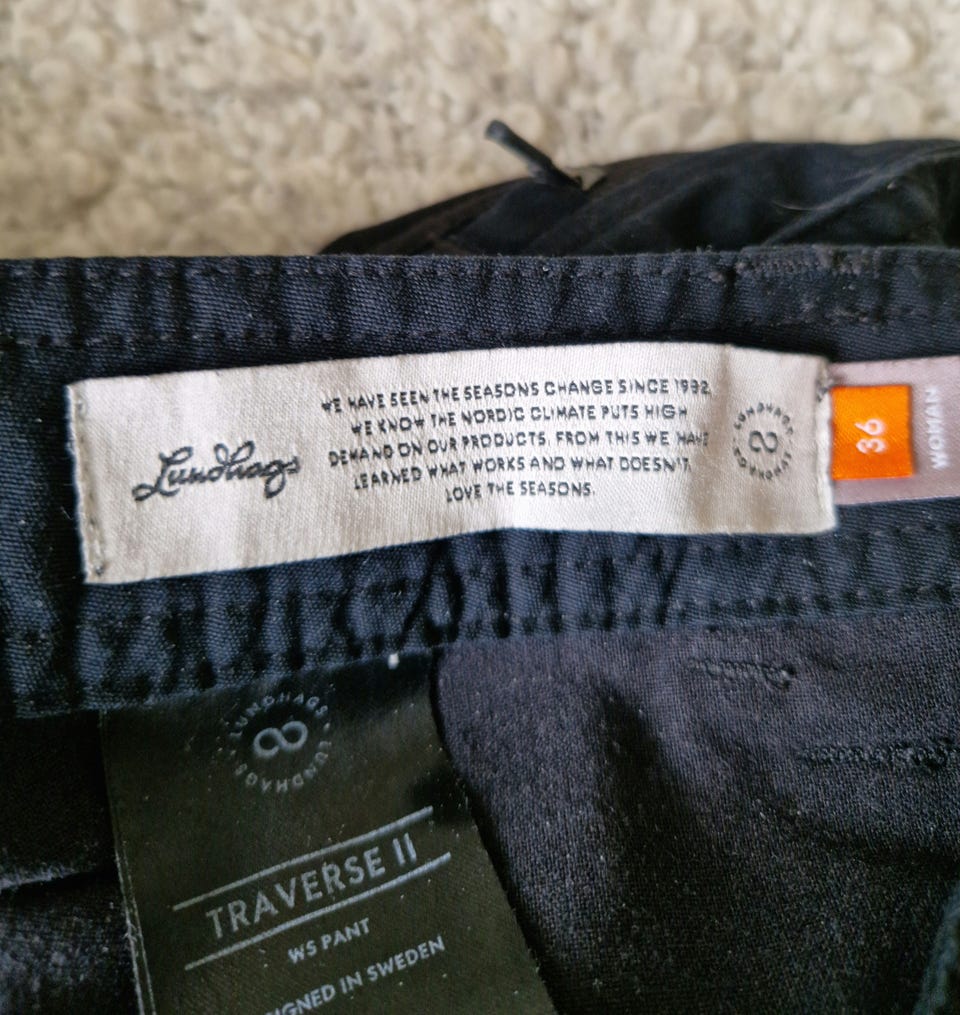 Lundhags
WE HAVE SEEN THE SEASONS CHANGE SINCE 1932.
WE KNOW THE NORDIC CLIMATE PUTS HIGH
DEMAND ON OUR PRODUCTS. FROM THIS WE HAVE
LEARNED WHAT WORKS AND WHAT DOESN'T.
LOVE THE SEASONS.
LUNDHAGS LUNDHAGS
36
WOMAN
LUNDHAGS LUNDHAGS
TRAVERSE II
WS PANT
IGNED IN SWEDEN